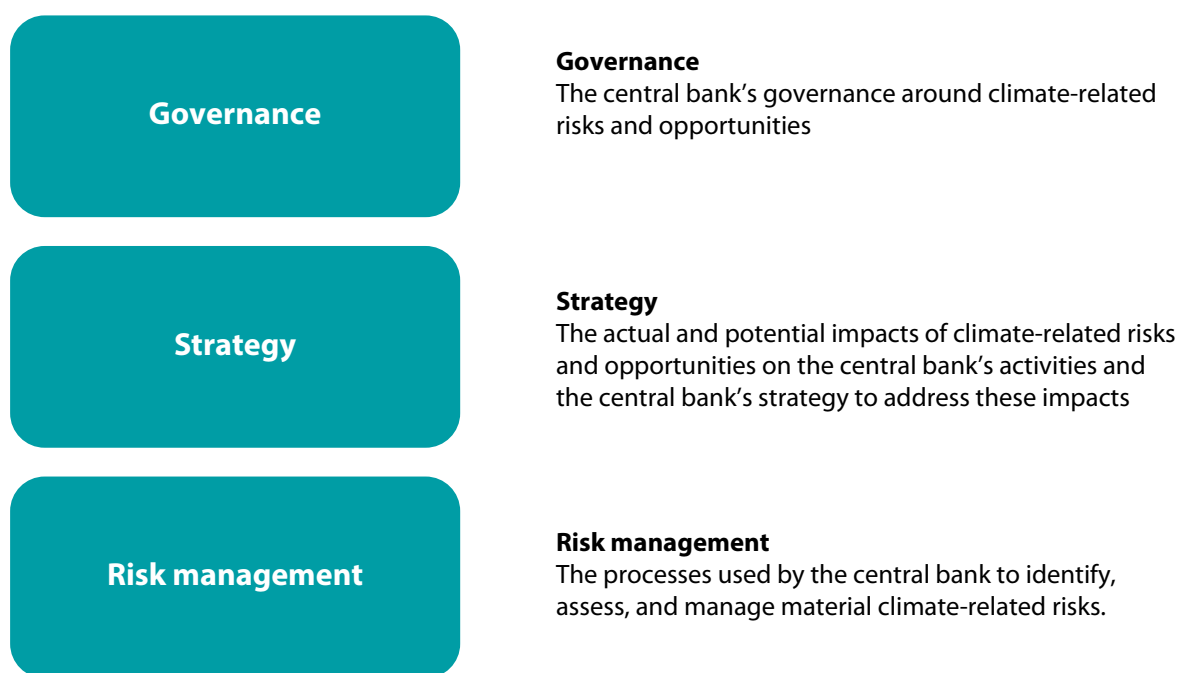 Governance
Governance
The central bank’s governance around climate-related
risks and opportunities
Strategy
Strategy
The actual and potential impacts of climate-related risks
and opportunities on the central bank’s activities and
the central bank’s strategy to address these impacts
Risk management
Risk management
The processes used by the central bank to identify,
assess, and manage material climate-related risks.